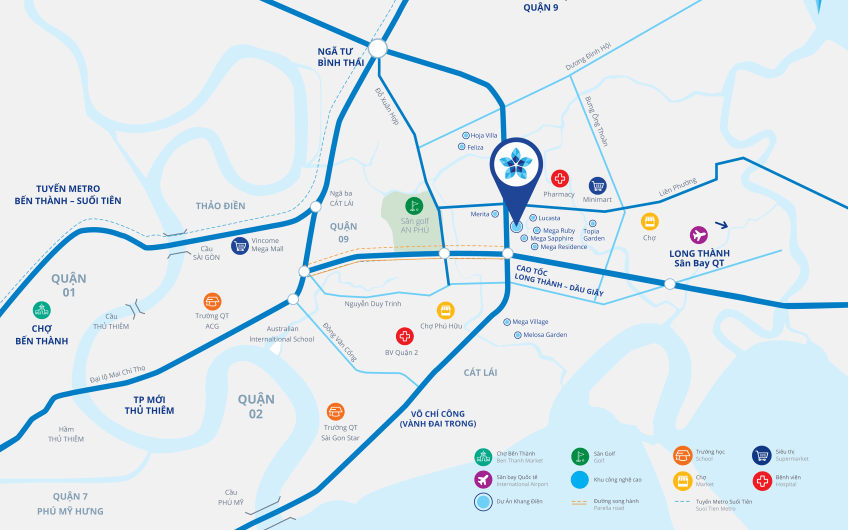 QUẬN 9
NGÃ TƯ
BÌNH THÁI
Dương Đình Hội
Đỗ Xuân Hợp
Bưng Ông Thoàn
Hoja Villa
Feliza
TUYẾN METRO
BẾN THÀNH – SUỐI TIÊN
THẢO ĐIỀN
Ngã ba
CÁT LÁI
Pharmacy
Minimart
Liên Phường
Sân golf
AN PHÚ
Merita
Lucasta
Mega Ruby
Mega Sapphire
Mega Residence
Topia
Garden
Chợ
QUẬN
09
Cầu
SÀI GÒN
Vincome
Mega Mall
LONG THÀNH
Sân Bay QT
CAO TỐC
LONG THÀNH – DẦU GIÂY
QUẬN
01
CHỢ
BẾN THÀNH
Cầu
THỦ THIÊM
Trường QT
ACG
Nguyễn Duy Trinh
Chợ Phú Hữu
Australian
Internaltional School
Đồng Văn Cống
BV Quận 2
Mega Village
Melosa Garden
Đại lộ Mai Chí Thọ
CÁT LÁI
TP MỚI
THỦ THIÊM
QUẬN
02
Trường QT
Sài Gon Star
VÕ CHÍ CÔNG
(VÀNH ĐAI TRONG)
Hầm
THỦ THIÊM
QUẬN 7
PHÚ MỸ HƯNG
Cầu
PHÚ MỸ
Chợ Bến Thành
Ben Thanh Market
Sân Golf
Golf
Trường học
School
Siêu thị
Supermarket
Sân bay Quốc tế
International Airport
Khu công nghệ cao
Chợ
Market
Bệnh viện
Hospital
Dự Án Khang Điền
Đường song hành
Parelia road
Tuyến Metro Suối Tiên
Suoi Tien Metro